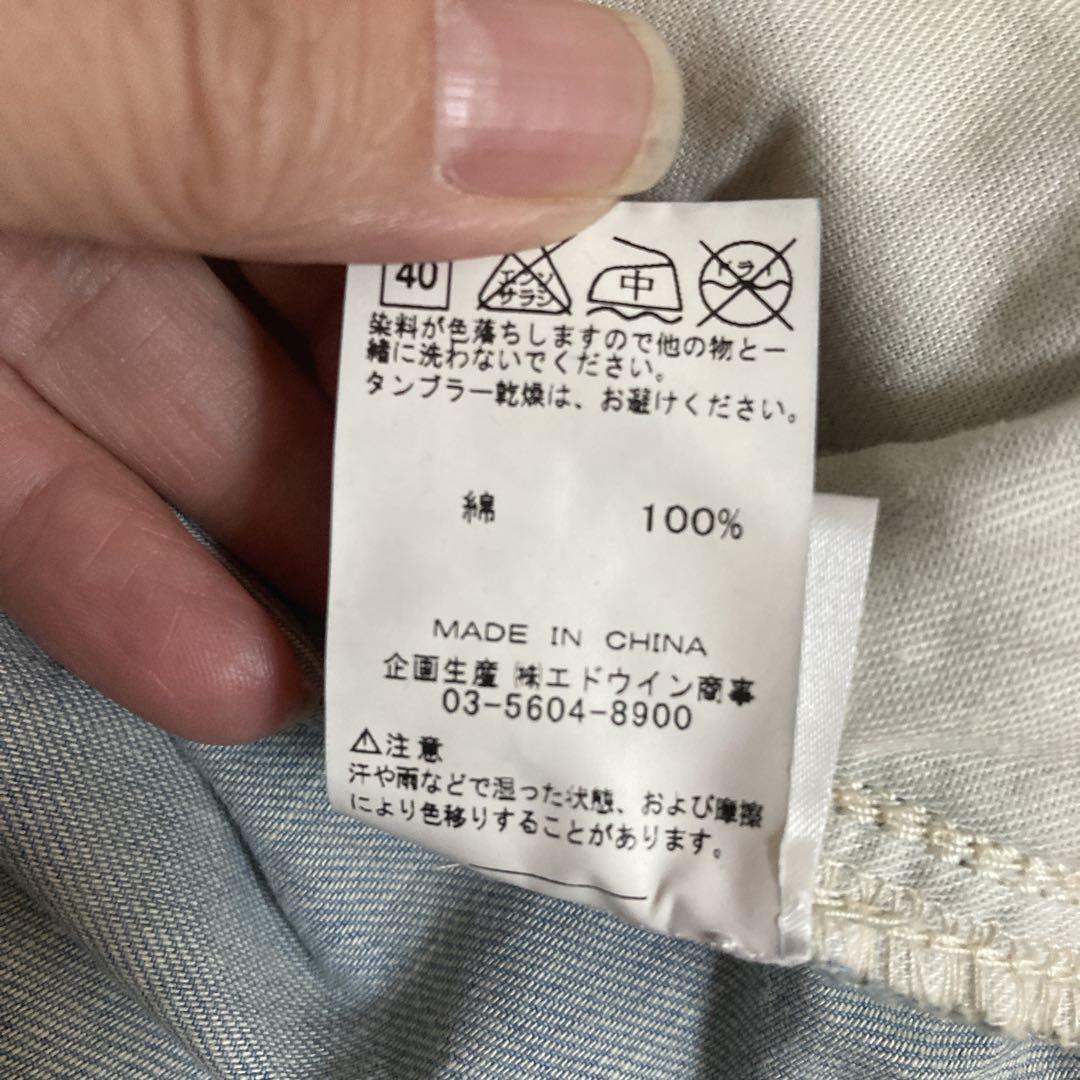 40
エンソ
サラシ
中
ドライ
染料が色落ちしますので他の物と一
緒に洗わないでください。
タンブラー乾燥は、お避けください。
綿 100%
MADE IN CHINA
企画生産 ㈱エドウイン商事
03-5604-8900
⚠注意
汗や雨などで湿った状態、および摩擦
により色移りすることがあります。